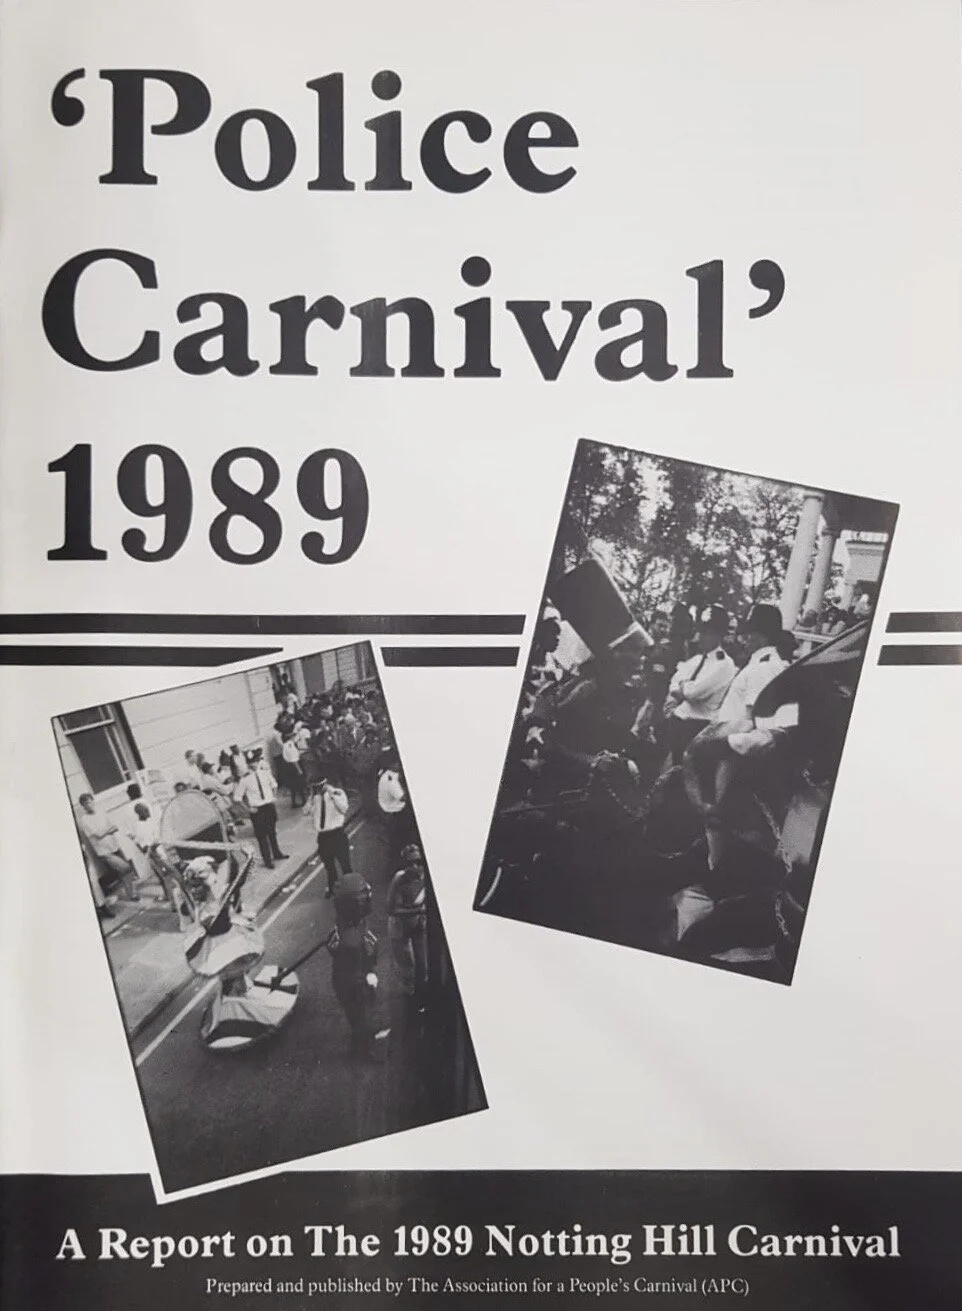 ‘Police
Carnival’
1989
A Report on The 1989 Notting Hill Carnival
Prepared and published by The Association for a People’s Carnival (APC)